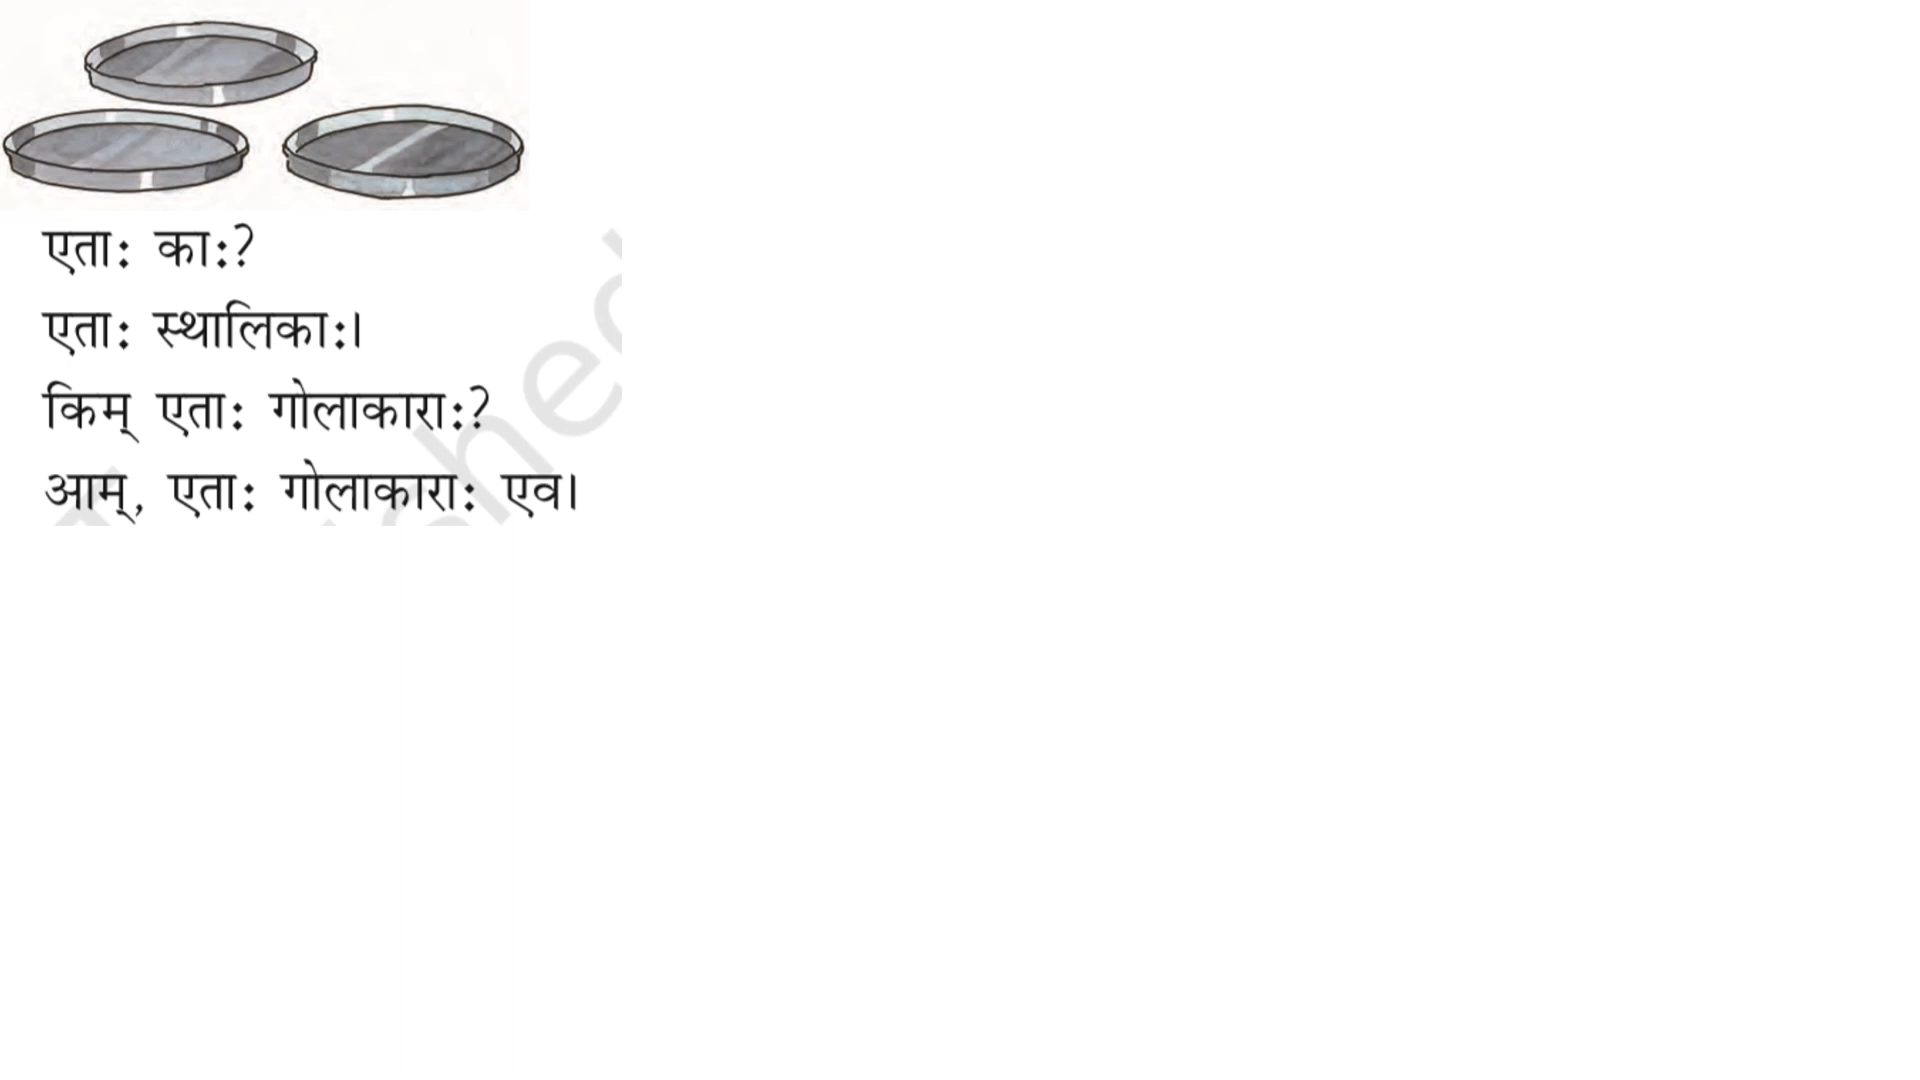 एताः काः?
एताः स्थालिकाः।
किम् एताः गोलाकाराः?
आम्, एताः गोलाकाराः एव।